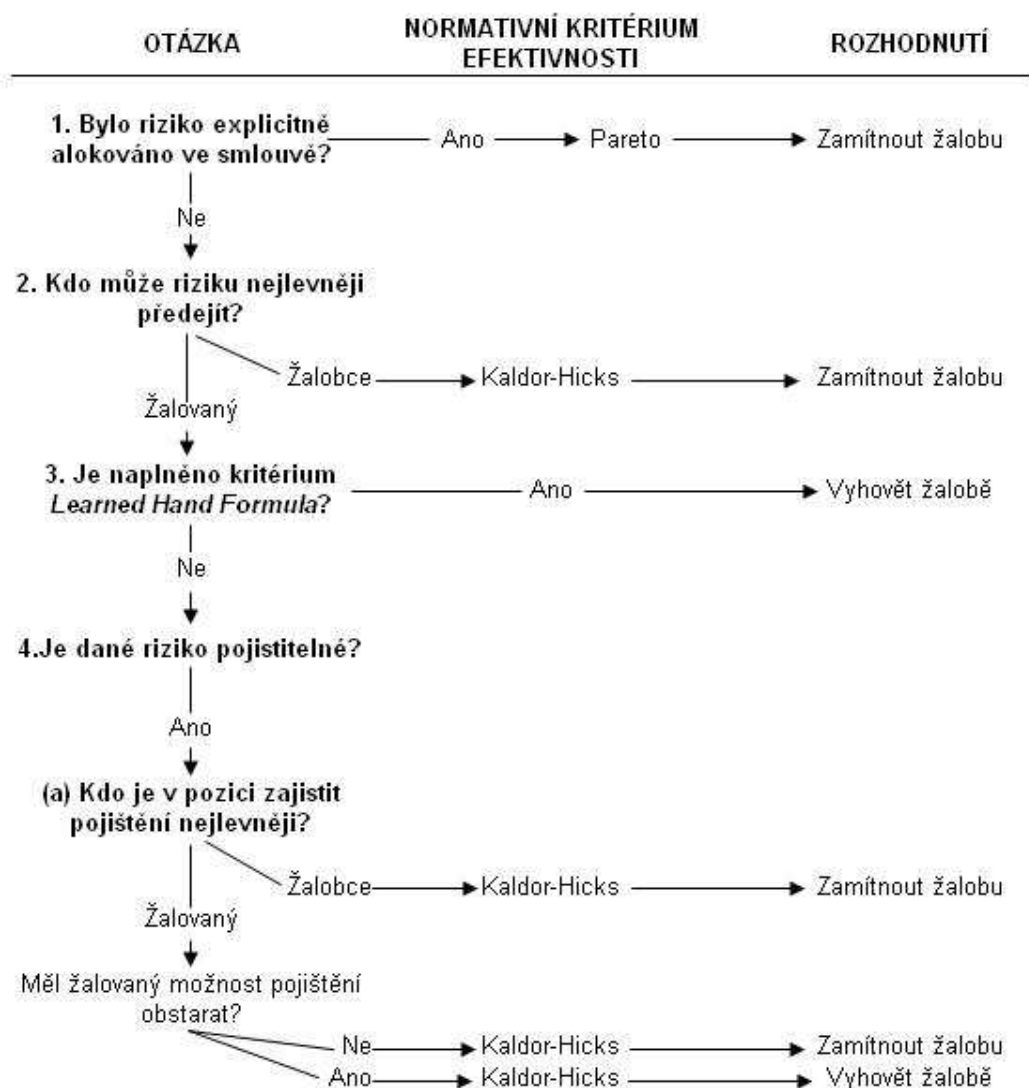 OTÁZKA
NORMATIVNÍ KRITÉRIUM
EFEKTIVNOSTI
ROZHODNUTÍ
1. Bylo riziko explicitně
alokováno ve smlouvě?
Ano
Pareto
Zamítnout žalobu
Ne
2. Kdo může riziku nejlevněji
předejít?
Žalobce
Kaldor-Hicks
Zamítnout žalobu
Žalovaný
3. Je naplněno kritérium
Learned Hand Formula?
Ano
Vyhovět žalobě
Ne
4.Je dané riziko pojistitelné?
Ano
(a) Kdo je v pozici zajistit
pojištění nejlevněji?
Žalobce
Kaldor-Hicks
Zamítnout žalobu
Žalovaný
Měl žalovaný možnost pojištění
obstarat?
Ne
Kaldor-Hicks
Zamítnout žalobu
Ano
Kaldor-Hicks
Vyhovět žalobě